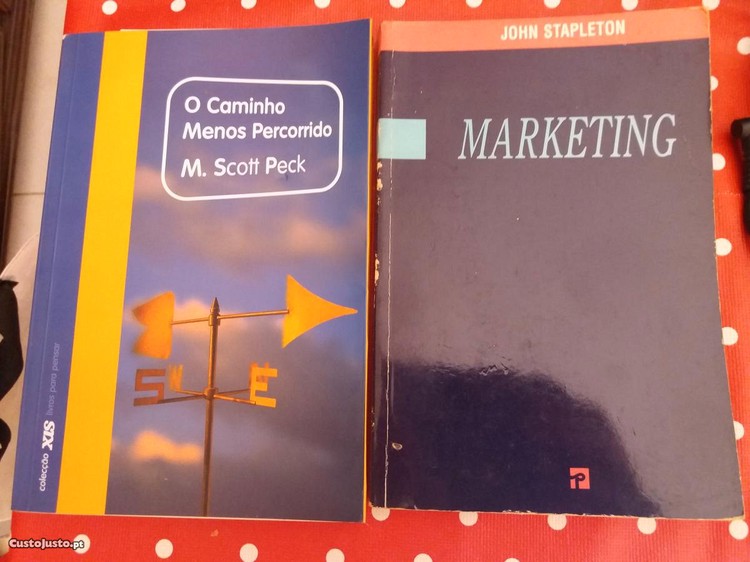 O Caminho
Menos Percorrido
M. Scott Peck
S
N
E
colecção XIS livros para pensar
JOHN STAPLETON
MARKETING
P
CustoJusto.pt